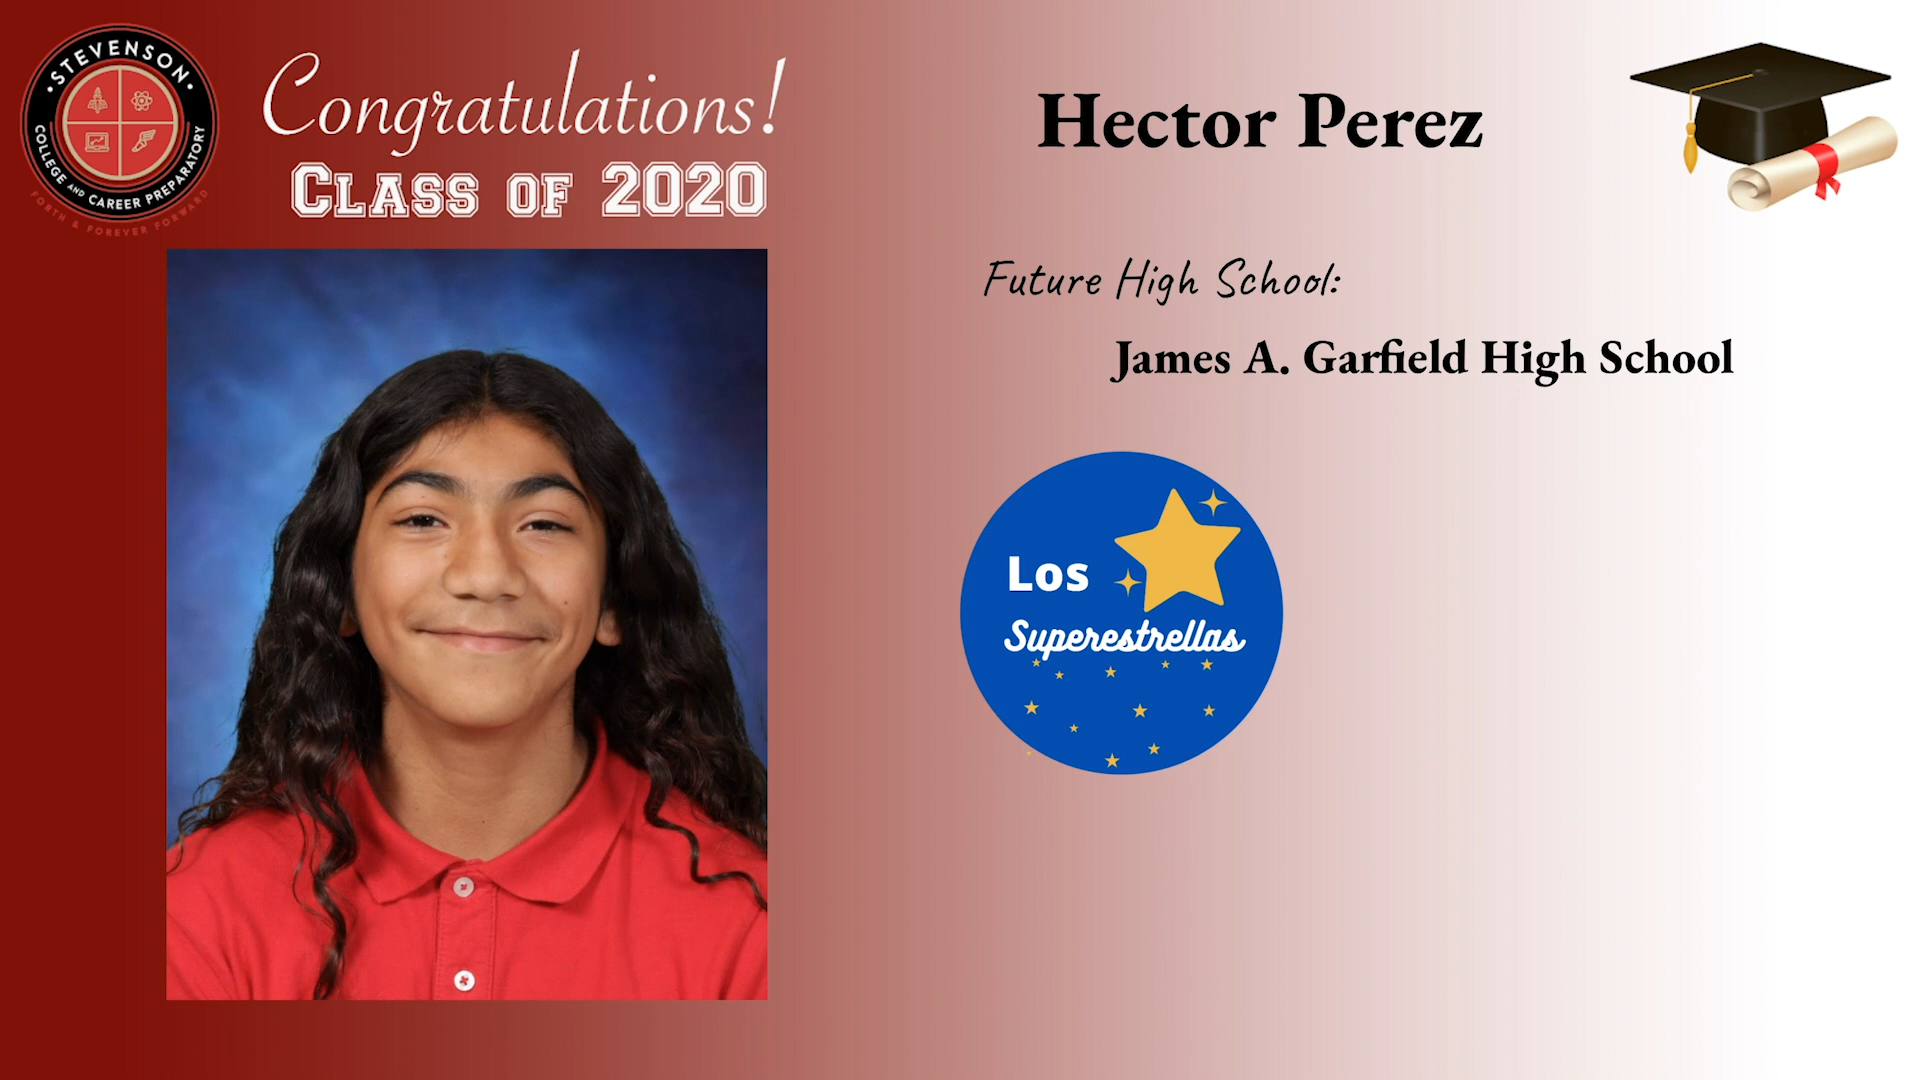 STEVENSON
COLLEGE AND CAREER PREPARATORY
FORTH & FOREVER FORWARD
Congratulations!
CLASS OF 2020
Hector Perez
Future High School:
James A. Garfield High School
Los
Superestrellas